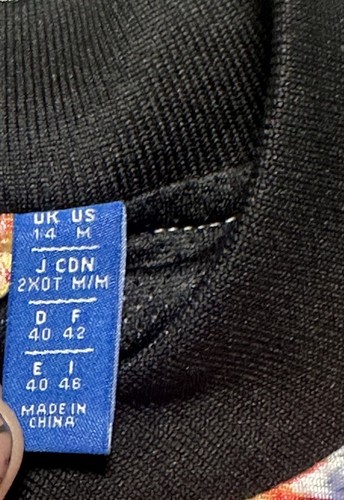 UK US
14 M
J CDN
2XOT M/M
D F
40 42
E I
40 46
MADE IN
CHINA